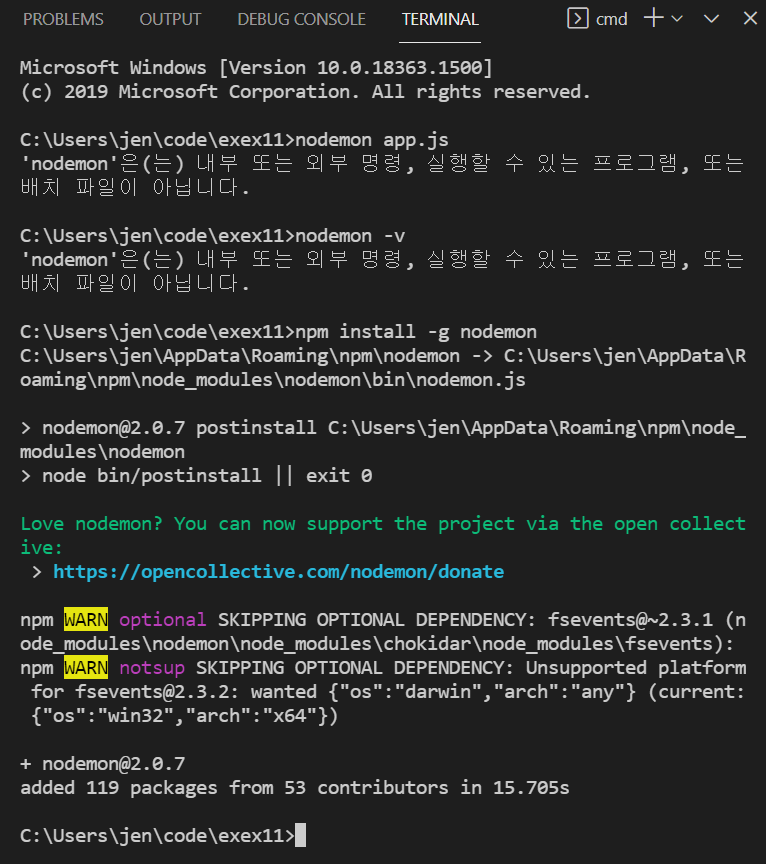 PROBLEMS OUTPUT DEBUG CONSOLE TERMINAL cmd
Microsoft Windows [Version 10.0.18363.1500]
(c) 2019 Microsoft Corporation. All rights reserved.
C:\Users\jen\code\exex11>nodemon app.js
'nodemon'은(는) 내부 또는 외부 명령, 실행할 수 있는 프로그램, 또는
배치 파일이 아닙니다.
C:\Users\jen\code\exex11>nodemon -v
'nodemon'은(는) 내부 또는 외부 명령, 실행할 수 있는 프로그램, 또는
배치 파일이 아닙니다.
C:\Users\jen\code\exex11>npm install -g nodemon
C:\Users\jen\AppData\Roaming\npm\nodemon -> C:\Users\jen\AppData\R
oaming\npm\node_modules\nodemon\bin\nodemon.js
> nodemon@2.0.7 postinstall C:\Users\jen\AppData\Roaming\npm\node_
modules\nodemon
> node bin/postinstall || exit 0
Love nodemon? You can now support the project via the open collect
ive:
> https://opencollective.com/nodemon/donate
npm WARN optional SKIPPING OPTIONAL DEPENDENCY: fsevents@~2.3.1 (n
ode_modules\nodemon\node_modules\chokidar\node_modules\fsevents):
npm WARN notsup SKIPPING OPTIONAL DEPENDENCY: Unsupported platform
for fsevents@2.3.2: wanted {"os":"darwin","arch":"any"} (current:
{"os":"win32","arch":"x64"})
+ nodemon@2.0.7
added 119 packages from 53 contributors in 15.705s
C:\Users\jen\code\exex11>